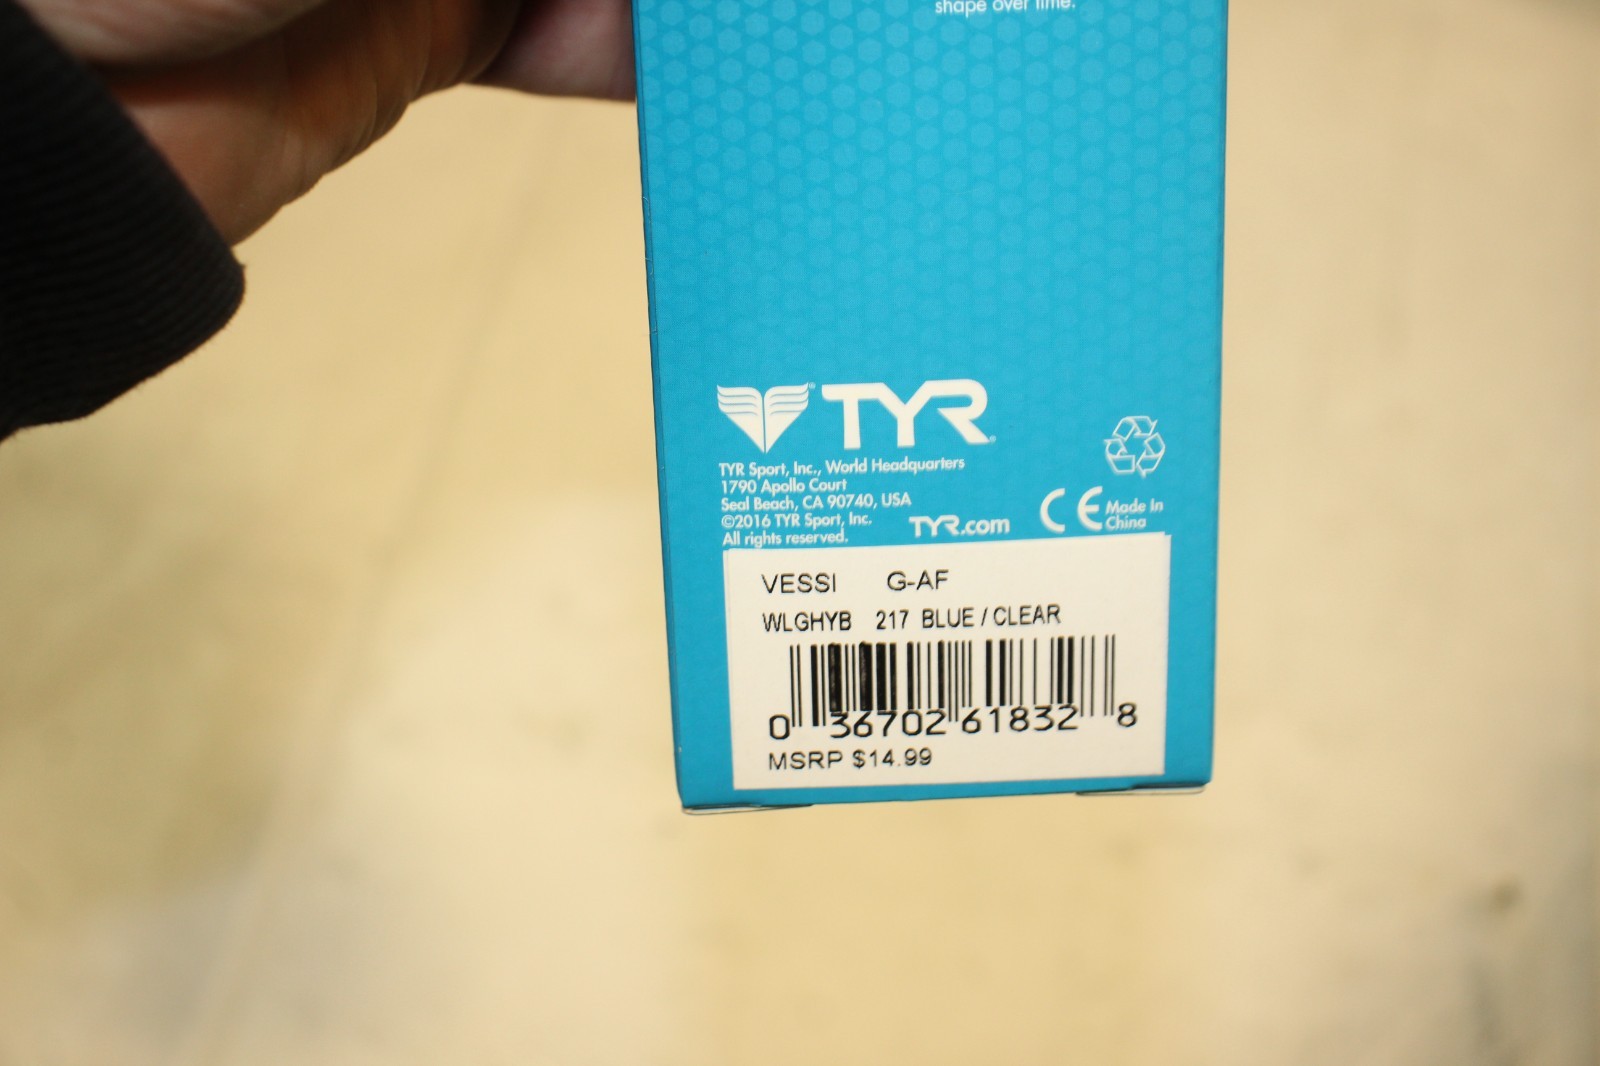 shape over time.
TYR
TYR Sport, Inc., World Headquarters
1790 Apollo Court
Seal Beach, CA 90740, USA
©2016 TYR Sport, Inc.
All rights reserved.
TYR.com
CE Made In
China
VESSI G-AF
WLGHYB 217 BLUE / CLEAR
0 36702 61832 8
MSRP $14.99